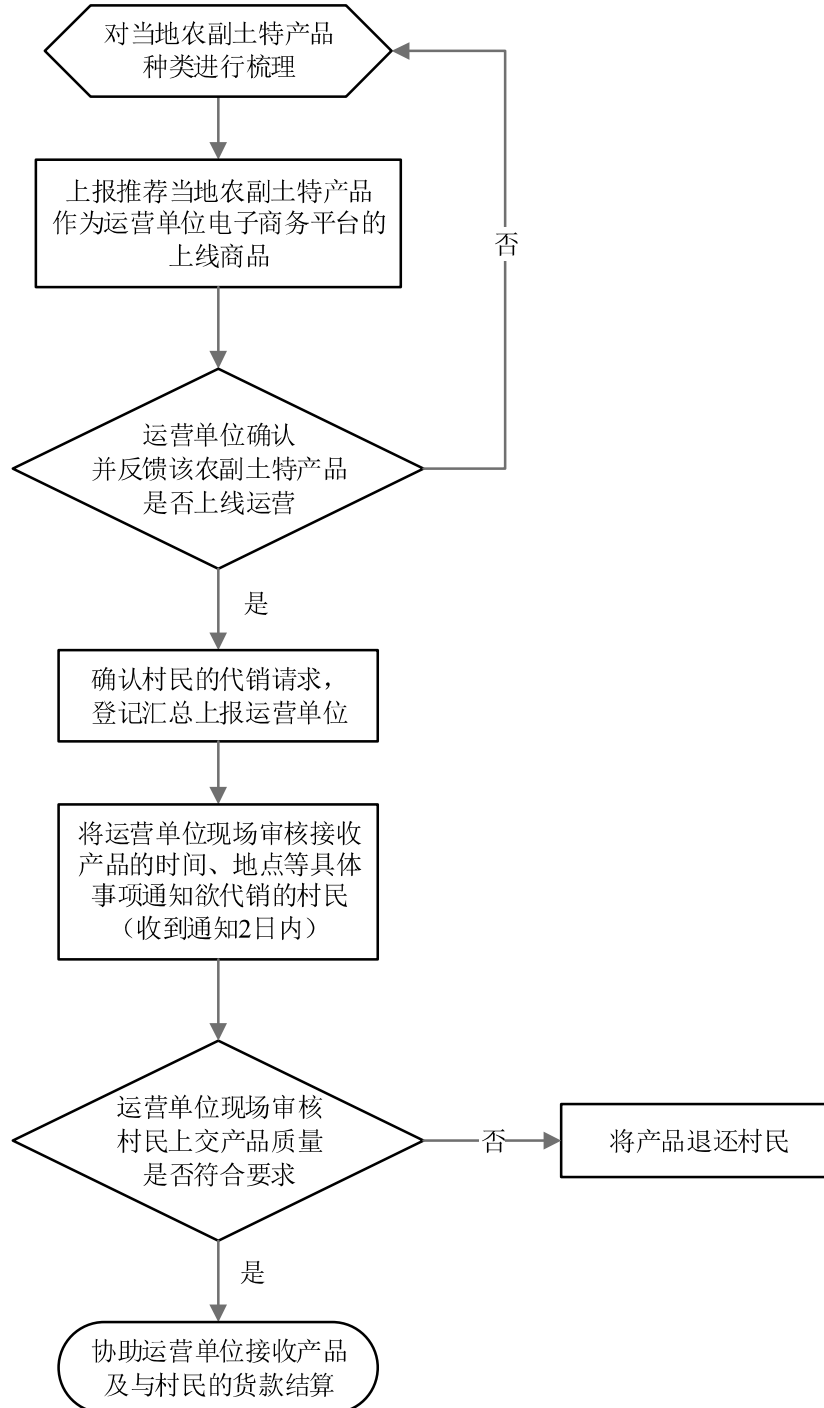 对当地农副土特产品
种类进行梳理
上报推荐当地农副土特产品
作为运营单位电子商务平台的
上线商品
否
运营单位确认
并反馈该农副土特产品
是否上线运营
是
确认村民的代销请求，
登记汇总上报运营单位
将运营单位现场审核接收
产品的时间、地点等具体
事项通知欲代销的村民
（收到通知2日内）
运营单位现场审核
村民上交产品质量
是否符合要求
否
将产品退还村民
是
协助运营单位接收产品
及与村民的货款结算